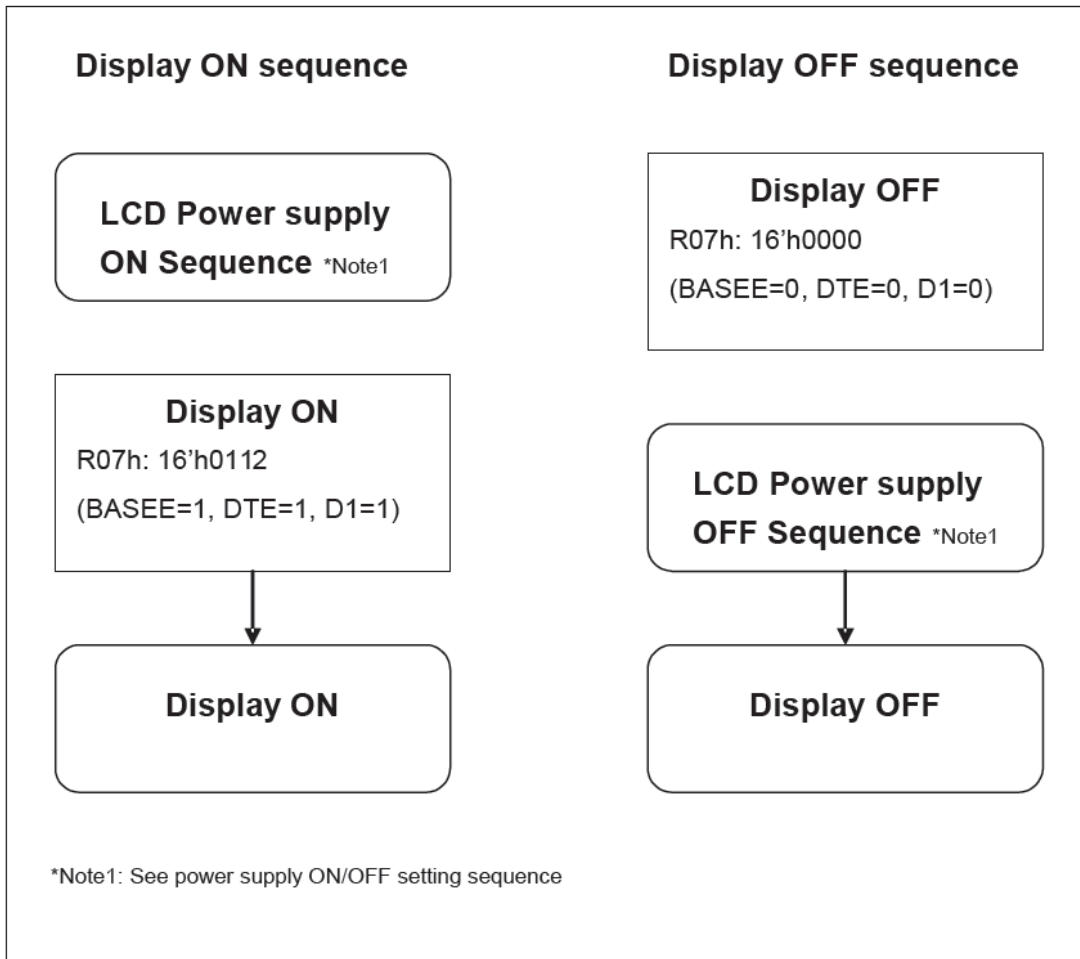 Display ON sequence
LCD Power supply
ON Sequence *Note1
Display ON
R07h: 16’h0112
(BASEE=1, DTE=1, D1=1)
Display ON
Display OFF sequence
Display OFF
R07h: 16’h0000
(BASEE=0, DTE=0, D1=0)
LCD Power supply
OFF Sequence *Note1
Display OFF
*Note1: See power supply ON/OFF setting sequence